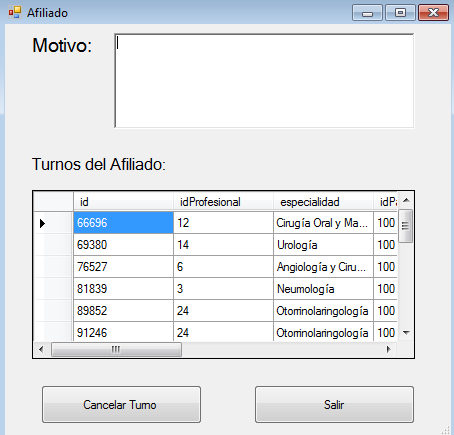 Afiliado
Motivo:
Turnos del Afiliado:
id idProfesional especialidad idPa
66696 12 Cirugía Oral y Ma... 100
69380 14 Urología 100
76527 6 Angiología y Ciru... 100
81839 3 Neumología 100
89852 24 Otorrinolaringología 100
91246 24 Otorrinolaringología 100
Cancelar Turno Salir